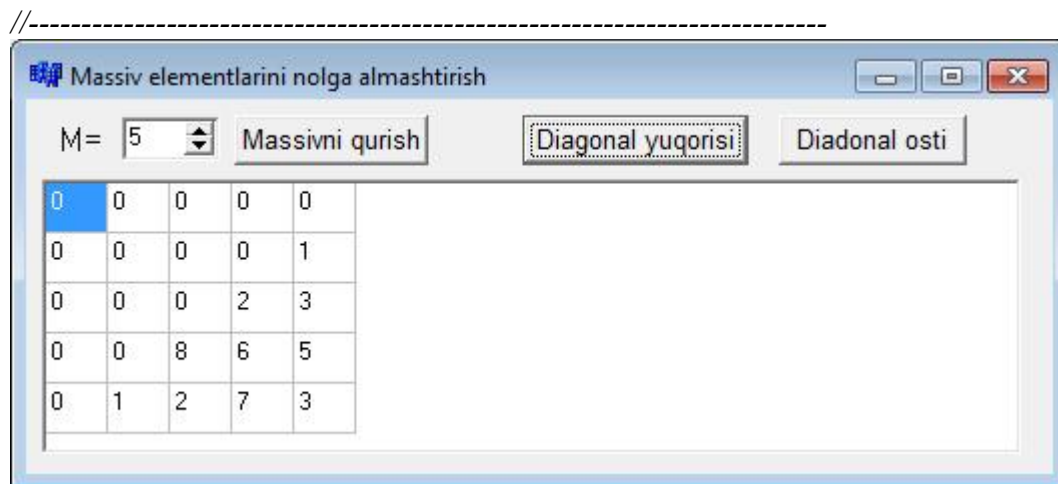 //-----------------------------------------------------------------------------
Massiv elementlarini nolga almashtirish
M= 5 Massivni qurish Diagonal yuqorisi Diadonal osti
0 0 0 0 0
0 0 0 0 1
0 0 0 2 3
0 0 8 6 5
0 1 2 7 3